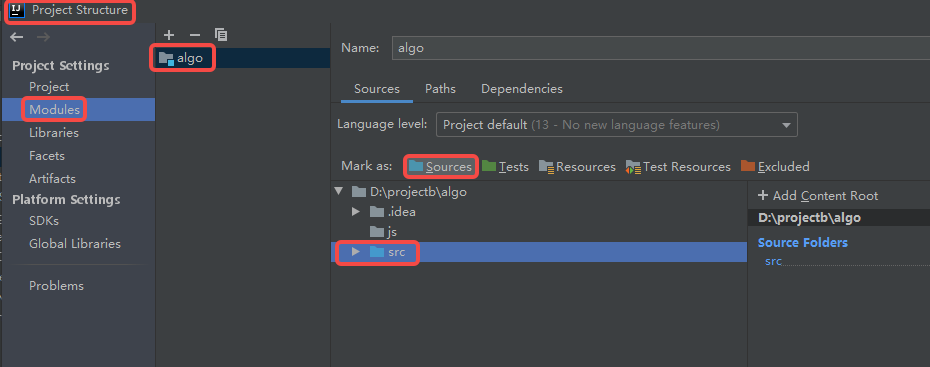 Project Structure
Project Settings
Project
Modules
Libraries
Facets
Artifacts
Platform Settings
SDKs
Global Libraries
Problems
algo
Name: algo
Sources Paths Dependencies
Language level: Project default (13 - No new language features)
Mark as: Sources Tests Resources Test Resources Excluded
D:\projectb\algo
.idea
js
src
+ Add Content Root
D:\projectb\algo
Source Folders
src